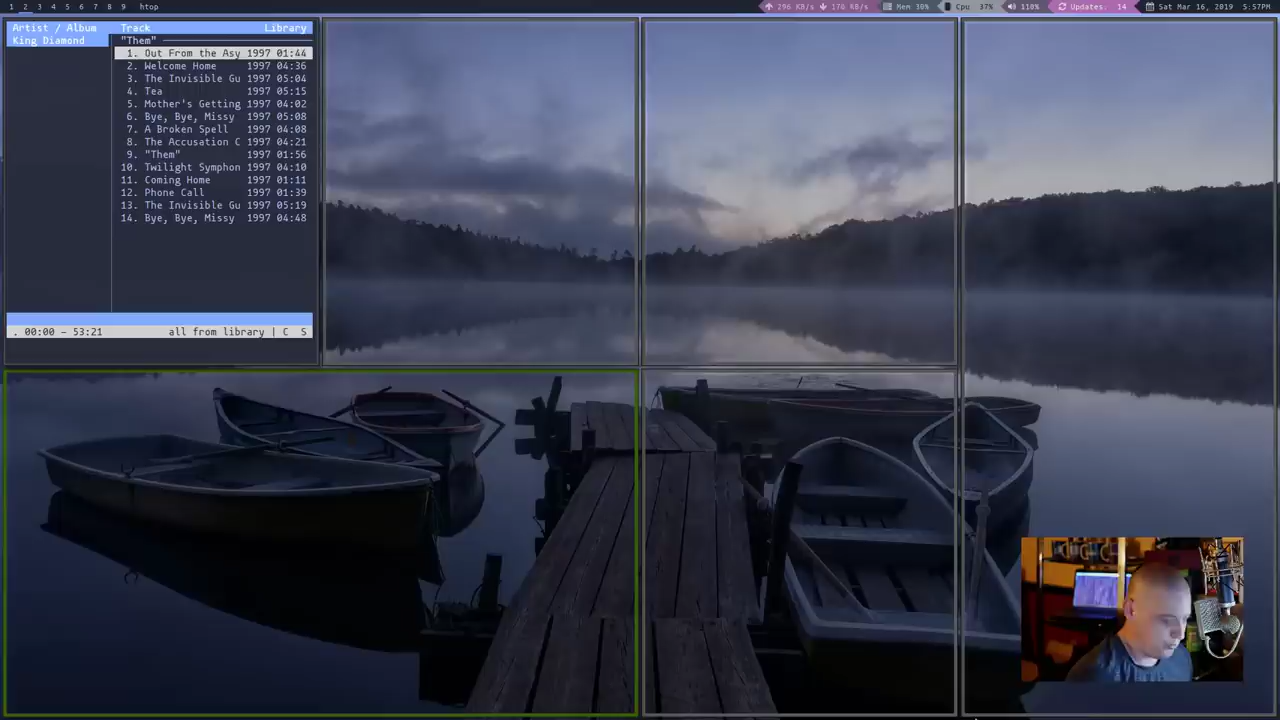 1 2 3 4 5 6 7 8 9 htop 296 KB/s 176 KB/s Mem 30% Cpu 37% 110% Updates: 14 Sat Mar 16, 2019 5:57PM
Artist / Album Track Library
King Diamond "Them"
1. Out From the Asy 1997 01:44
2. Welcome Home 1997 04:36
3. The Invisible Gu 1997 05:04
4. Tea 1997 05:15
5. Mother's Getting 1997 04:02
6. Bye, Bye, Missy 1997 05:08
7. A Broken Spell 1997 04:08
8. The Accusation C 1997 04:21
9. "Them" 1997 01:56
10. Twilight Symphon 1997 04:10
11. Coming Home 1997 01:11
12. Phone Call 1997 01:39
13. The Invisible Gu 1997 05:19
14. Bye, Bye, Missy 1997 04:48
. 00:00 - 53:21 all from library | C S